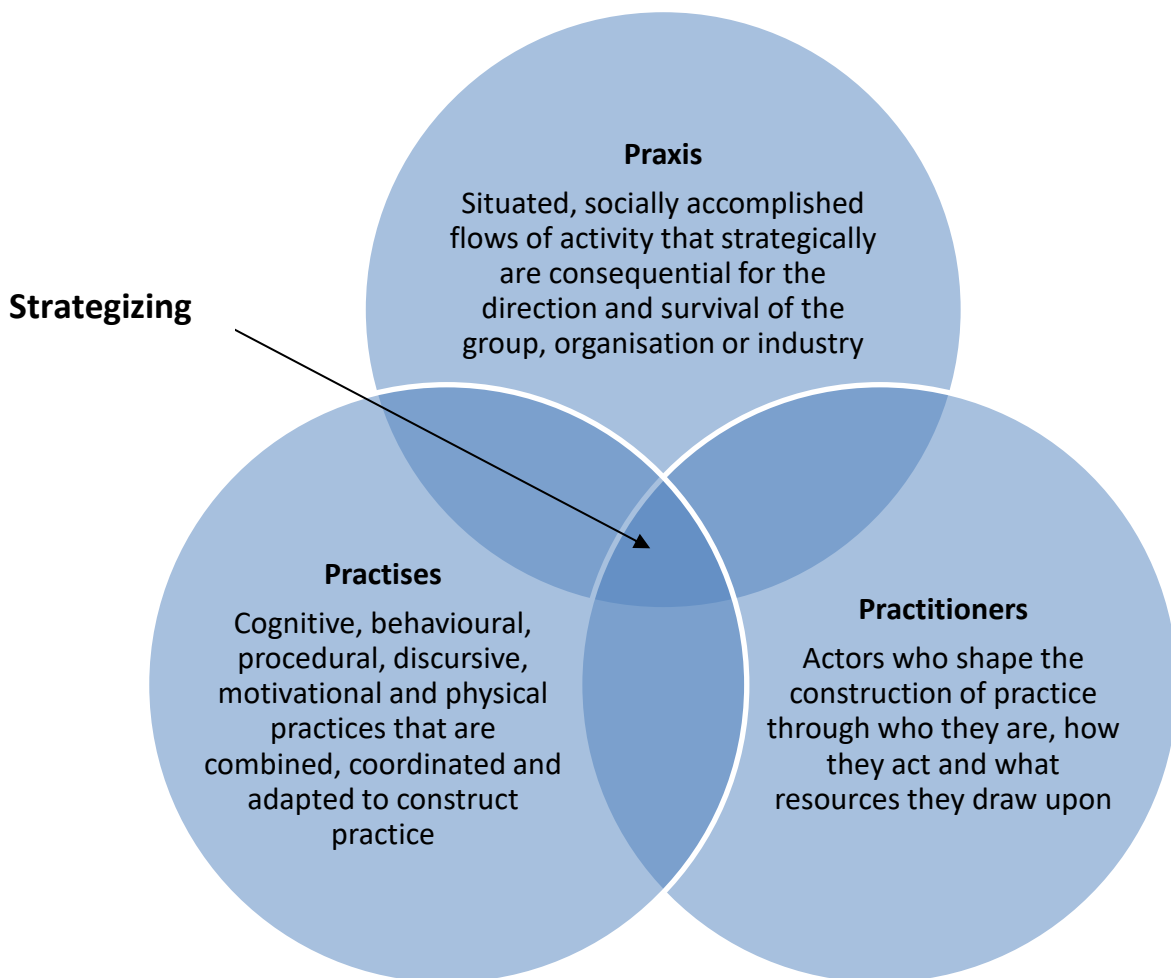 Praxis
Situated, socially accomplished
flows of activity that strategically
are consequential for the
direction and survival of the
group, organisation or industry
Strategizing
Practises
Cognitive, behavioural,
procedural, discursive,
motivational and physical
practices that are
combined, coordinated and
adapted to construct
practice
Practitioners
Actors who shape the
construction of practice
through who they are, how
they act and what
resources they draw upon